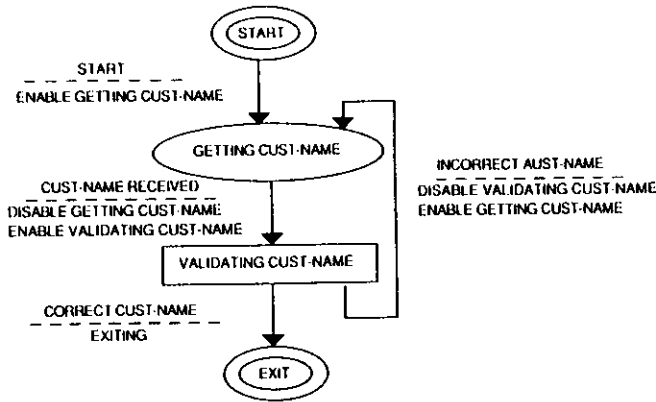 START
START
ENABLE GETTING CUST-NAME
GETTING CUST-NAME
INCORRECT AUST-NAME
DISABLE VALIDATING CUST-NAME
ENABLE GETTING CUST-NAME
CUST-NAME RECEIVED
DISABLE GETTING CUST-NAME
ENABLE VALIDATING CUST-NAME
VALIDATING CUST-NAME
CORRECT CUST-NAME
EXITING
EXIT